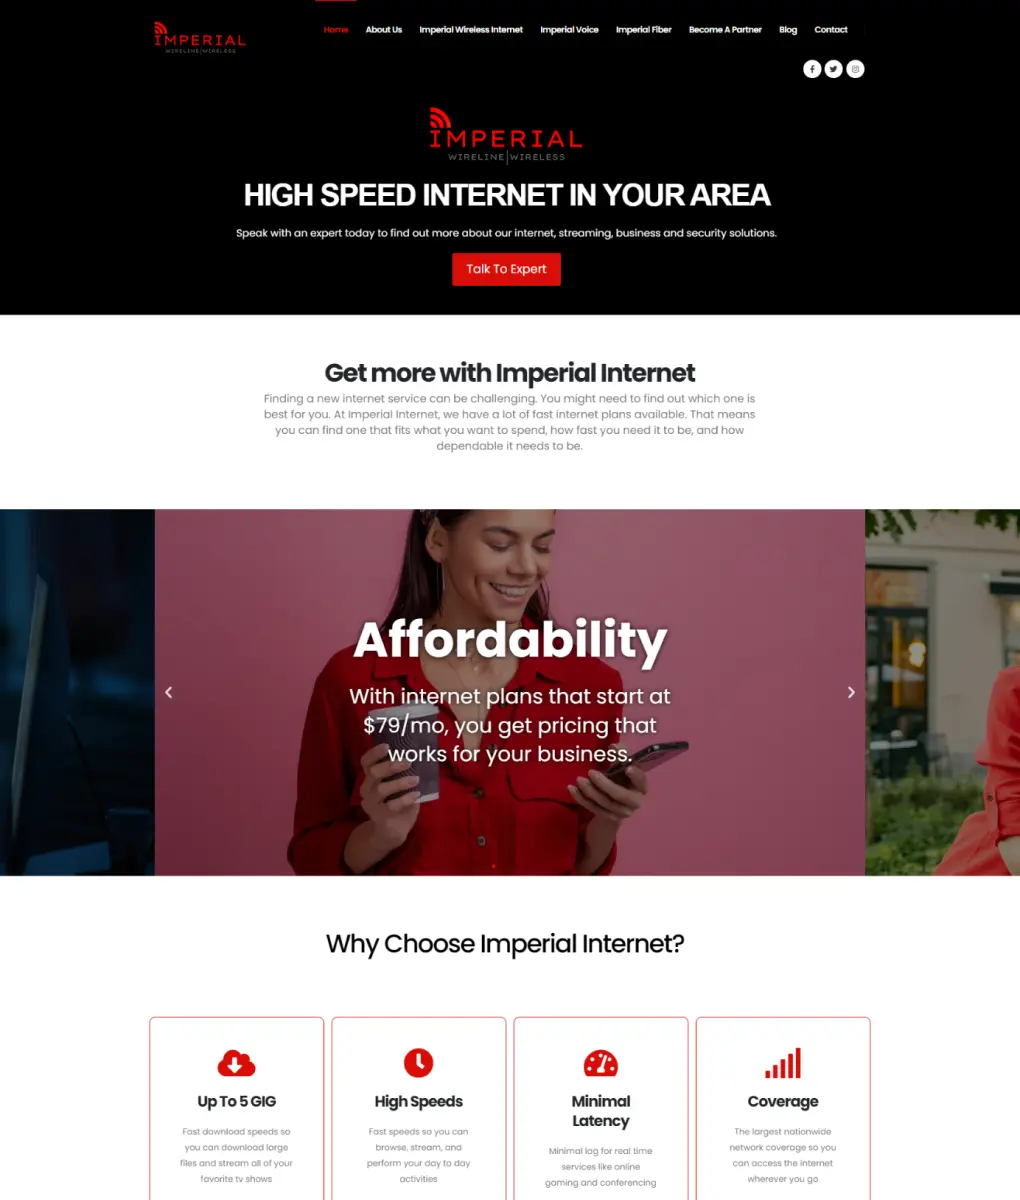 IMPERIAL
WIRELINE|WIRELESS
Home About Us Imperial Wireless Internet Imperial Voice Imperial Fiber Become A Partner Blog Contact
IMPERIAL
WIRELINE|WIRELESS
HIGH SPEED INTERNET IN YOUR AREA
Speak with an expert today to find out more about our internet, streaming, business and security solutions.
Talk To Expert
Get more with Imperial Internet
Finding a new internet service can be challenging. You might need to find out which one is
best for you. At Imperial Internet, we have a lot of fast internet plans available. That means
you can find one that fits what you want to spend, how fast you need it to be, and how
dependable it needs to be.
Affordability
With internet plans that start at
$79/mo, you get pricing that
works for your business.
Why Choose Imperial Internet?
Up To 5 GIG
Fast download speeds so
you can download large
files and stream all of your
favorite tv shows
High Speeds
Fast speeds so you can
browse, stream, and
perform your day to day
activities
Minimal
Latency
Minimal lag for real time
services like online
gaming and conferencing
Coverage
The largest nationwide
network coverage so you
can access the internet
wherever you go